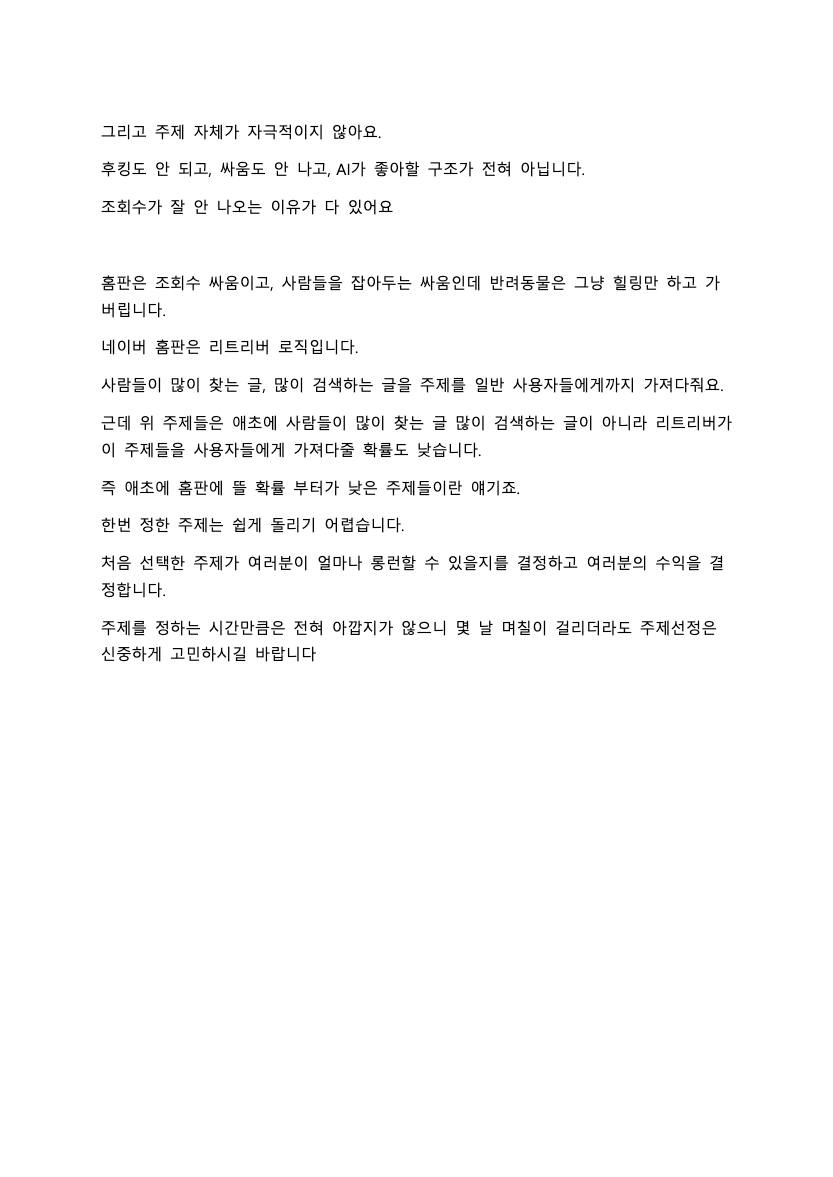 그리고 주제 자체가 자극적이지 않아요.
후킹도 안 되고, 싸움도 안 나고, AI가 좋아할 구조가 전혀 아닙니다.
조회수가 잘 안 나오는 이유가 다 있어요
홈판은 조회수 싸움이고, 사람들을 잡아두는 싸움인데 반려동물은 그냥 힐링만 하고 가
버립니다.
네이버 홈판은 리트리버 로직입니다.
사람들이 많이 찾는 글, 많이 검색하는 글을 주제를 일반 사용자들에게까지 가져다줘요.
근데 위 주제들은 애초에 사람들이 많이 찾는 글 많이 검색하는 글이 아니라 리트리버가
이 주제들을 사용자들에게 가져다줄 확률도 낮습니다.
즉 애초에 홈판에 뜰 확률 부터가 낮은 주제들이란 얘기죠.
한번 정한 주제는 쉽게 돌리기 어렵습니다.
처음 선택한 주제가 여러분이 얼마나 롱런할 수 있을지를 결정하고 여러분의 수익을 결
정합니다.
주제를 정하는 시간만큼은 전혀 아깝지가 않으니 몇 날 며칠이 걸리더라도 주제선정은
신중하게 고민하시길 바랍니다